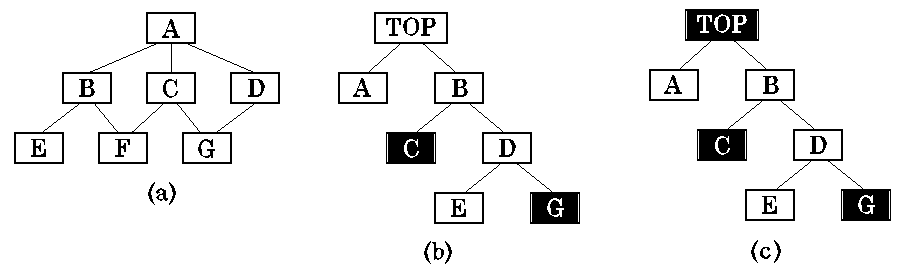 A
B C D
E F G
(a)
TOP
A B
C D
E G
(b)
TOP
A B
C D
E G
(c)